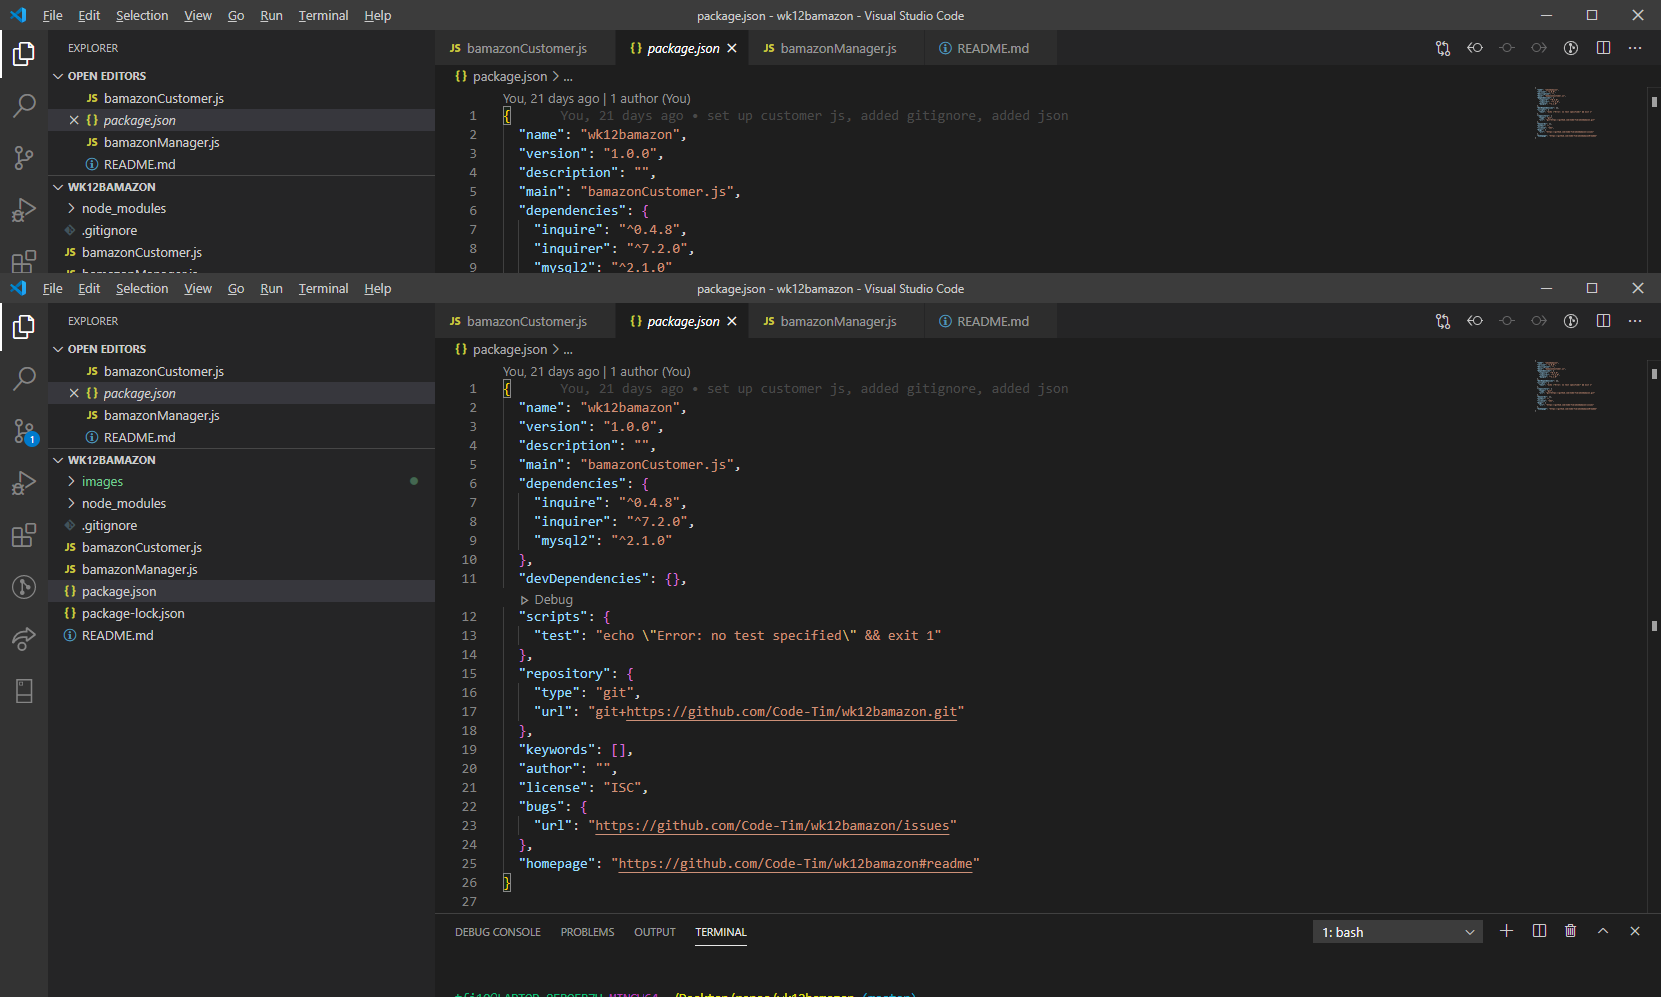 File Edit Selection View Go Run Terminal Help package.json - wk12bamazon - Visual Studio Code
EXPLORER
OPEN EDITORS
JS bamazonCustomer.js
{} package.json
JS bamazonManager.js
README.md
WK12BAMAZON
node_modules
.gitignore
JS bamazonCustomer.js
JS bamazonManager.js
JS bamazonCustomer.js {} package.json JS bamazonManager.js README.md
{} package.json > ...
You, 21 days ago | 1 author (You)
1 { You, 21 days ago • set up customer js, added gitignore, added json
2 "name": "wk12bamazon",
3 "version": "1.0.0",
4 "description": "",
5 "main": "bamazonCustomer.js",
6 "dependencies": {
7 "inquire": "^0.4.8",
8 "inquirer": "^7.2.0",
9 "mysql2": "^2.1.0"
File Edit Selection View Go Run Terminal Help package.json - wk12bamazon - Visual Studio Code
EXPLORER
OPEN EDITORS
JS bamazonCustomer.js
{} package.json
JS bamazonManager.js
README.md
1
WK12BAMAZON
images
node_modules
.gitignore
JS bamazonCustomer.js
JS bamazonManager.js
{} package.json
{} package-lock.json
README.md
JS bamazonCustomer.js {} package.json JS bamazonManager.js README.md
{} package.json > ...
You, 21 days ago | 1 author (You)
1 { You, 21 days ago • set up customer js, added gitignore, added json
2 "name": "wk12bamazon",
3 "version": "1.0.0",
4 "description": "",
5 "main": "bamazonCustomer.js",
6 "dependencies": {
7 "inquire": "^0.4.8",
8 "inquirer": "^7.2.0",
9 "mysql2": "^2.1.0"
10 },
11 "devDependencies": {},
Debug
12 "scripts": {
13 "test": "echo \"Error: no test specified\" && exit 1"
14 },
15 "repository": {
16 "type": "git",
17 "url": "git+https://github.com/Code-Tim/wk12bamazon.git"
18 },
19 "keywords": [],
20 "author": "",
21 "license": "ISC",
22 "bugs": {
23 "url": "https://github.com/Code-Tim/wk12bamazon/issues"
24 },
25 "homepage": "https://github.com/Code-Tim/wk12bamazon#readme"
26 }
27
DEBUG CONSOLE PROBLEMS OUTPUT TERMINAL 1: bash